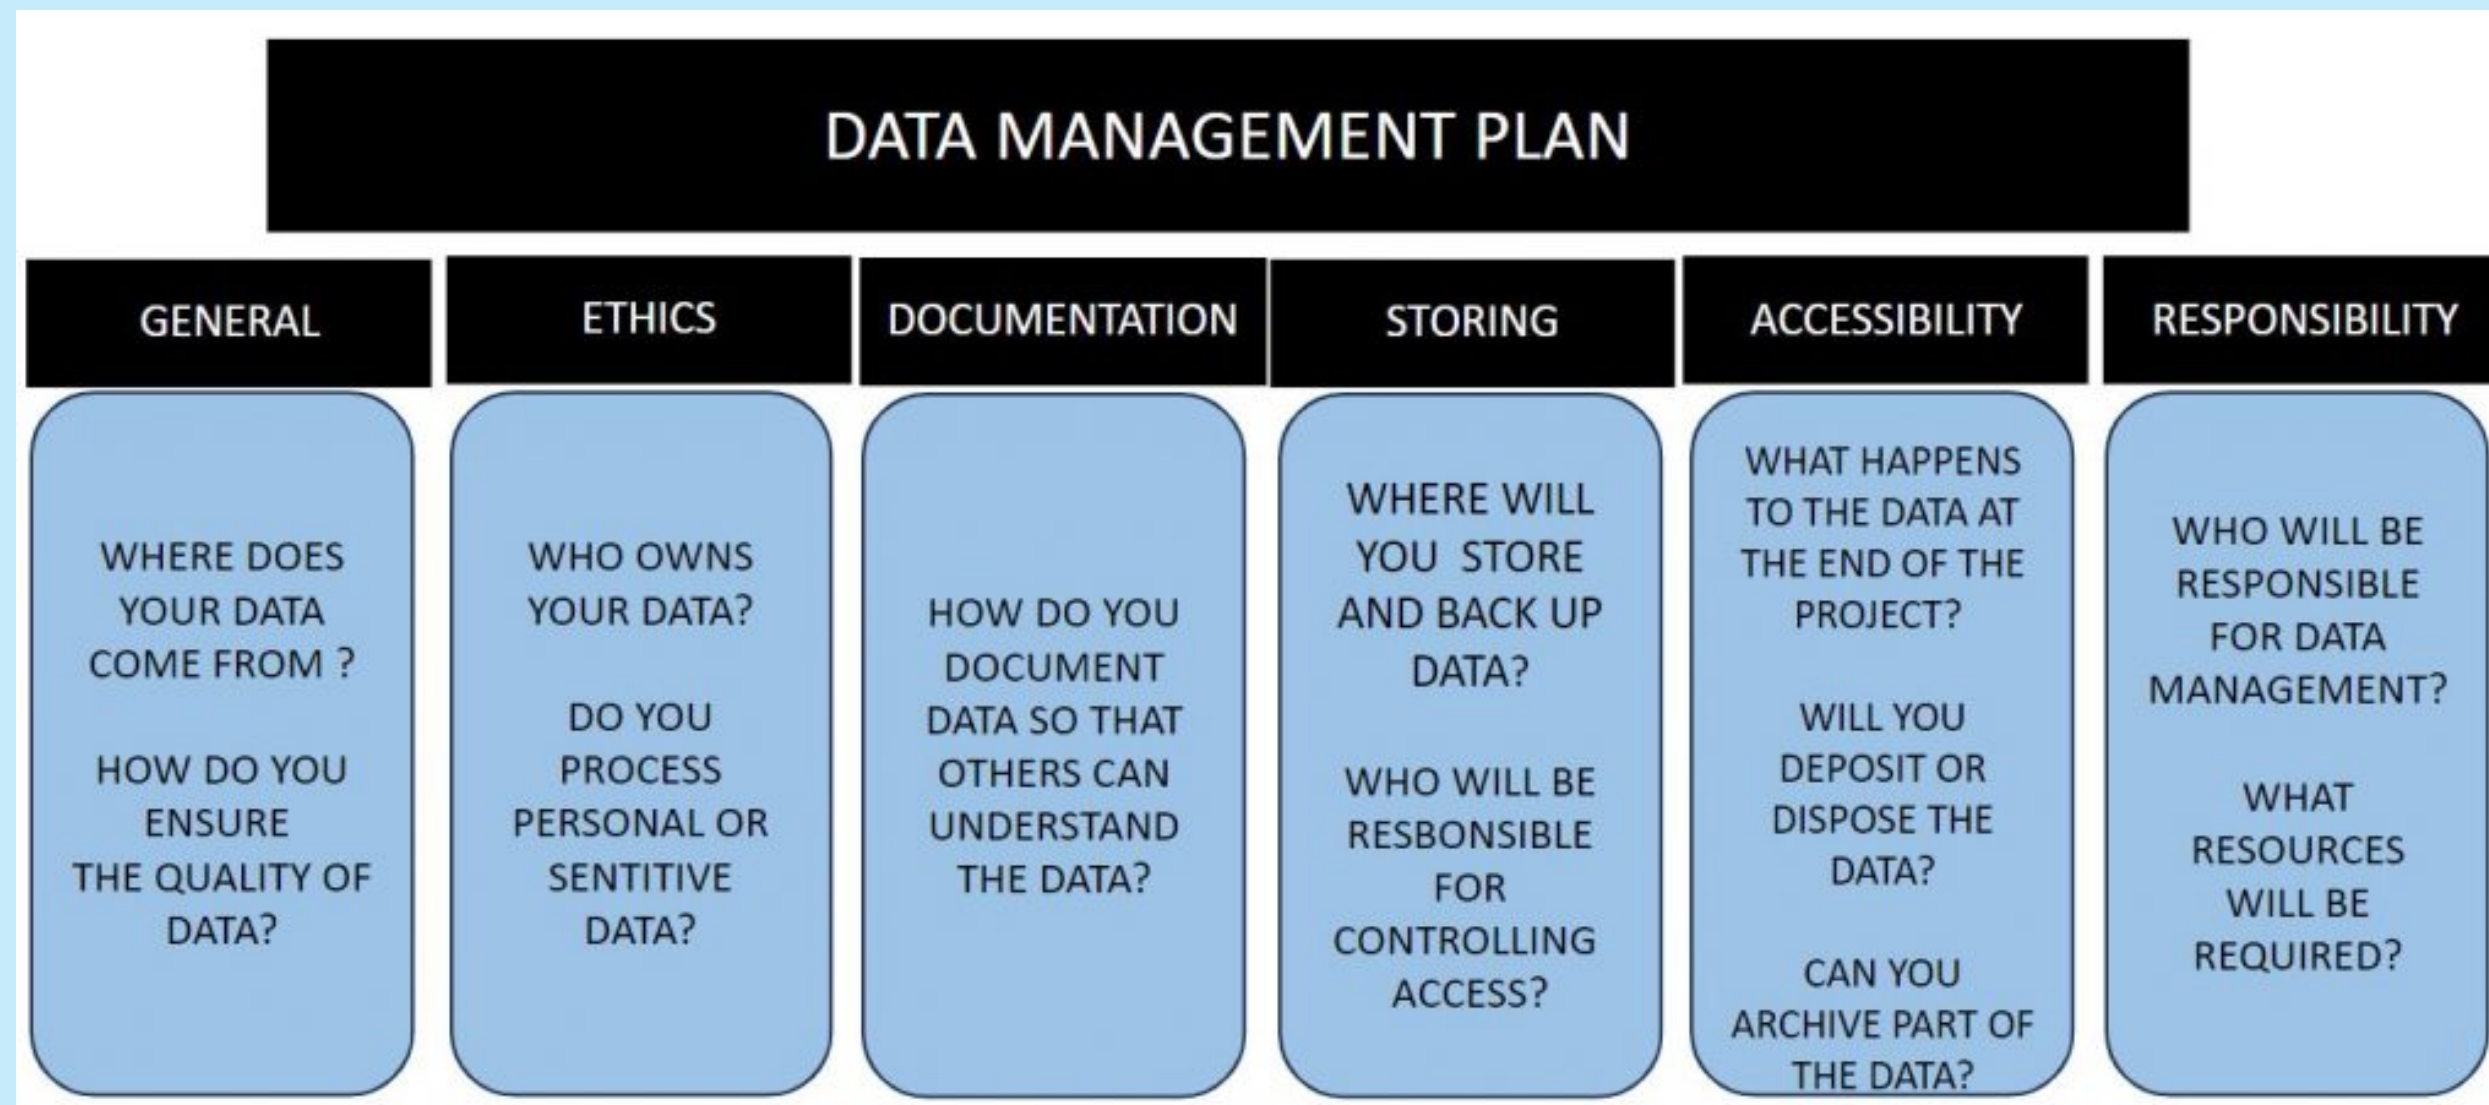 DATA MANAGEMENT PLAN
GENERAL
WHERE DOES
YOUR DATA
COME FROM ?
HOW DO YOU
ENSURE
THE QUALITY OF
DATA?
ETHICS
WHO OWNS
YOUR DATA?
DO YOU
PROCESS
PERSONAL OR
SENTITIVE
DATA?
DOCUMENTATION
HOW DO YOU
DOCUMENT
DATA SO THAT
OTHERS CAN
UNDERSTAND
THE DATA?
STORING
WHERE WILL
YOU  STORE
AND BACK UP
DATA?
WHO WILL BE
RESBONSIBLE
FOR
CONTROLLING
ACCESS?
ACCESSIBILITY
WHAT HAPPENS
TO THE DATA AT
THE END OF THE
PROJECT?
WILL YOU
DEPOSIT OR
DISPOSE THE
DATA?
CAN YOU
ARCHIVE PART OF
THE DATA?
RESPONSIBILITY
WHO WILL BE
RESPONSIBLE
FOR DATA
MANAGEMENT?
WHAT
RESOURCES
WILL BE
REQUIRED?